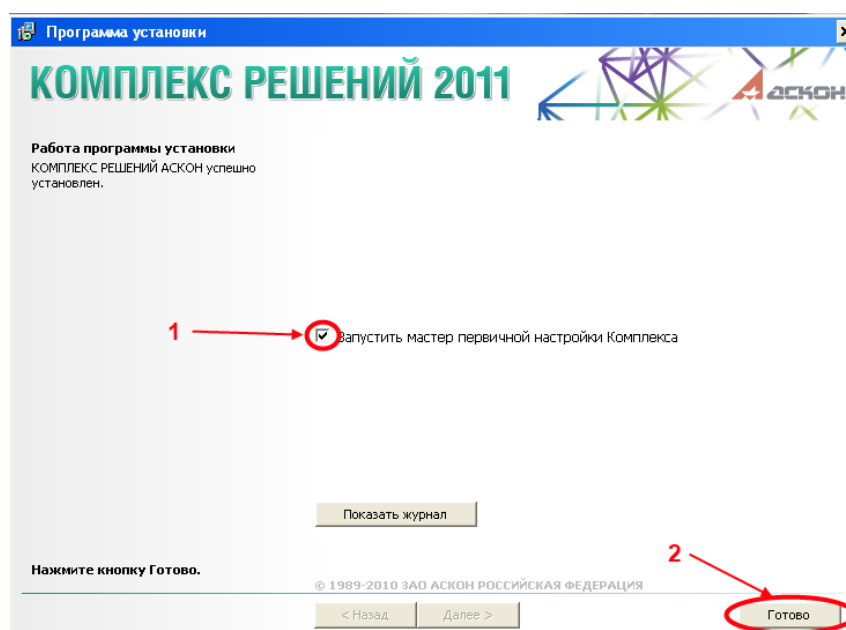 Программа установки
КОМПЛЕКС РЕШЕНИЙ 2011
АСКОН
Работа программы установки
КОМПЛЕКС РЕШЕНИЙ АСКОН успешно
установлен.
1
Запустить мастер первичной настройки Комплекса
Показать журнал
2
Нажмите кнопку Готово.
© 1989-2010 ЗАО АСКОН РОССИЙСКАЯ ФЕДЕРАЦИЯ
< Назад
Далее >
Готово